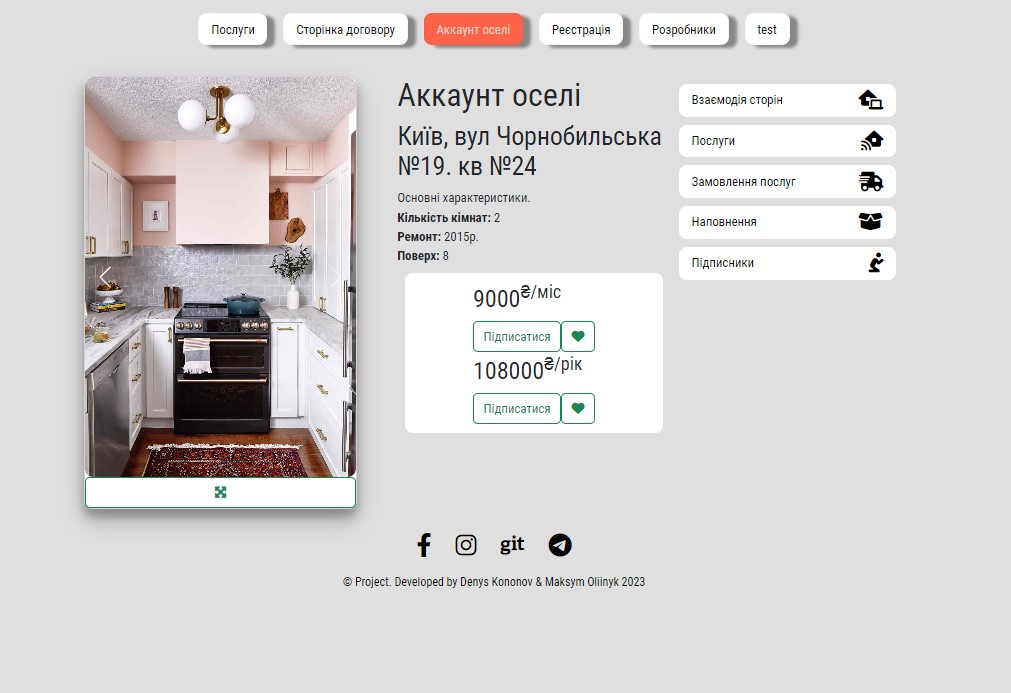 Послуги
Сторінка договору
Аккаунт оселі
Реєстрація
Розробники
test
Аккаунт оселі
Київ, вул Чорнобильська
№19. кв №24
Основні характеристики.
Кількість кімнат: 2
Ремонт: 2015р.
Поверх: 8
9000₴/міс
Підписатися
108000₴/рік
Підписатися
Взаємодія сторін
Послуги
Замовлення послуг
Наповнення
Підписники
git
© Project. Developed by Denys Kononov & Maksym Oliinyk 2023